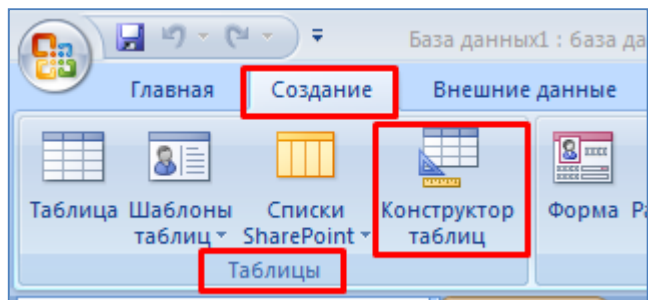 База данных1 : база да
Главная Создание Внешние данные
Таблица Шаблоны таблиц Списки SharePoint Конструктор таблиц Форма
Таблицы